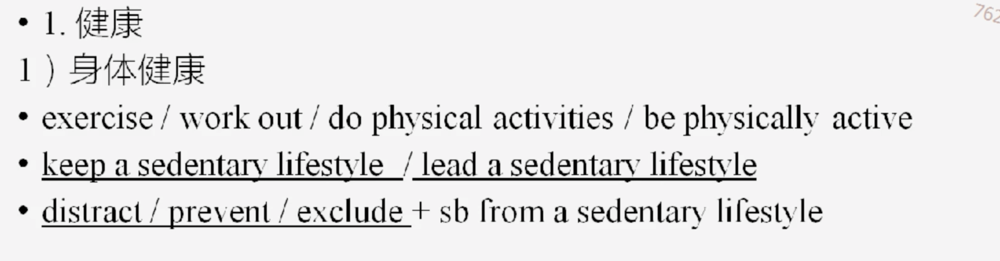 • 1. 健康
1 ) 身体健康
• exercise / work out / do physical activities / be physically active
• keep a sedentary lifestyle / lead a sedentary lifestyle
• distract / prevent / exclude + sb from a sedentary lifestyle
762